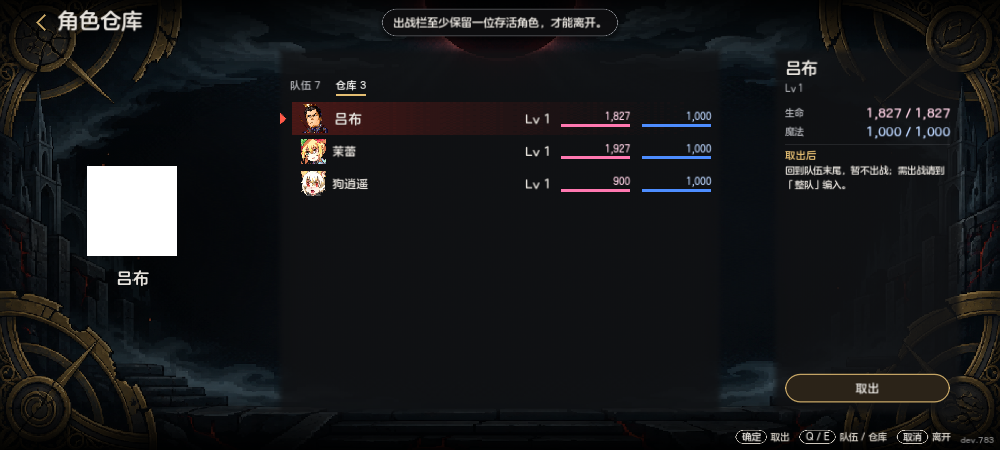 角色仓库
出战栏至少保留一位存活角色，才能离开。
队伍 7 仓库 3
吕布 Lv 1 1,827 1,000
茉蕾 Lv 1 1,927 1,000
狗逍遥 Lv 1 900 1,000
吕布
吕布
Lv 1
生命 1,827 / 1,827
魔法 1,000 / 1,000
取出后
回到队伍末尾，暂不出战；需出战请到
「整队」编入。
取出
确定 取出 Q / E 队伍 / 仓库 取消 离开
dev.783